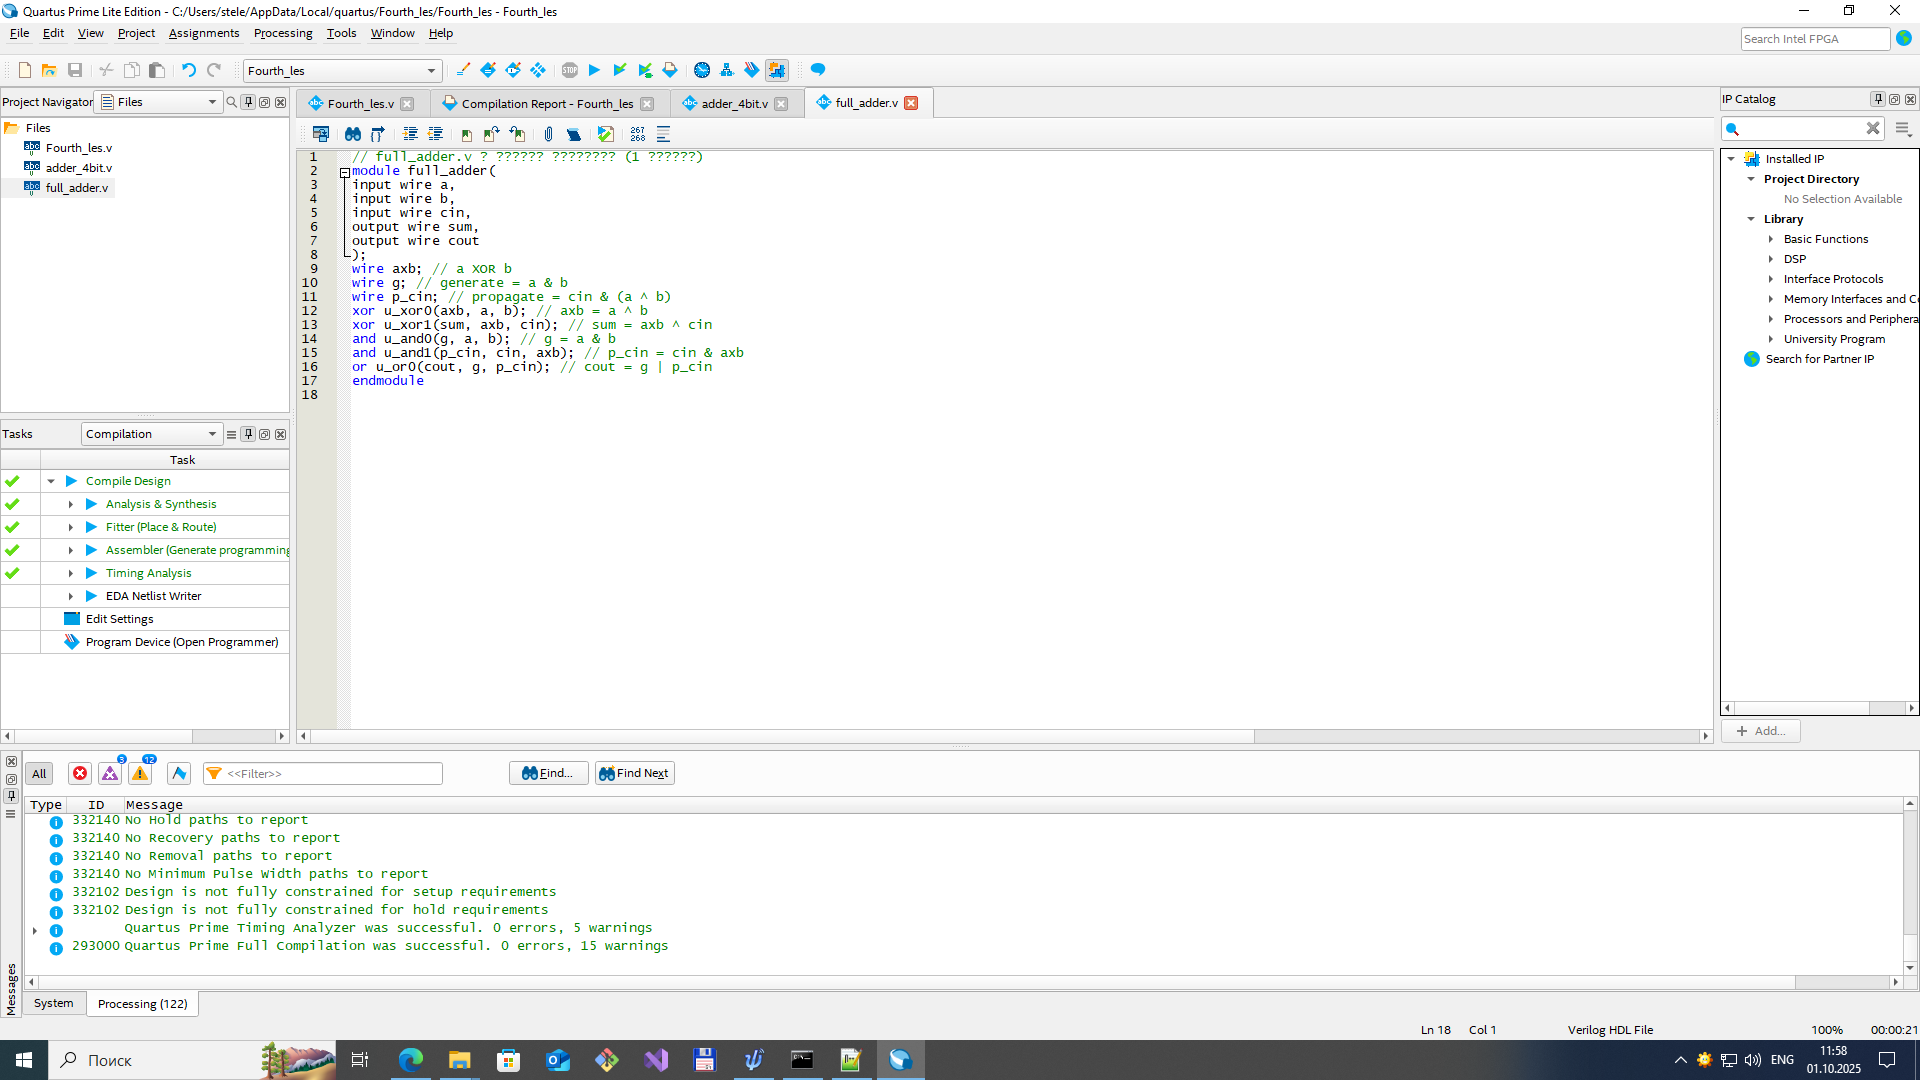 Quartus Prime Lite Edition - C:/Users/stele/AppData/Local/quartus/Fourth_les/Fourth_les - Fourth_les
File Edit View Project Assignments Processing Tools Window Help
Search Intel FPGA
Fourth_les
Project Navigator Files
Files
Fourth_les.v
adder_4bit.v
full_adder.v
Tasks Compilation
Task
Compile Design
Analysis & Synthesis
Fitter (Place & Route)
Assembler (Generate programming
Timing Analysis
EDA Netlist Writer
Edit Settings
Program Device (Open Programmer)
Fourth_les.v Compilation Report - Fourth_les adder_4bit.v full_adder.v
267
268
1 // full_adder.v ? ?????? ???????? (1 ??????)
2 module full_adder(
3 input wire a,
4 input wire b,
5 input wire cin,
6 output wire sum,
7 output wire cout
8 );
9 wire axb; // a XOR b
10 wire g; // generate = a & b
11 wire p_cin; // propagate = cin & (a ^ b)
12 xor u_xor0(axb, a, b); // axb = a ^ b
13 xor u_xor1(sum, axb, cin); // sum = axb ^ cin
14 and u_and0(g, a, b); // g = a & b
15 and u_and1(p_cin, cin, axb); // p_cin = cin & axb
16 or u_or0(cout, g, p_cin); // cout = g | p_cin
17 endmodule
18
IP Catalog
Installed IP
Project Directory
No Selection Available
Library
Basic Functions
DSP
Interface Protocols
Memory Interfaces and Co
Processors and Periphera
University Program
Search for Partner IP
Add...
All 3 12 <<Filter>> Find... Find Next
Type ID Message
332140 No Hold paths to report
332140 No Recovery paths to report
332140 No Removal paths to report
332140 No Minimum Pulse Width paths to report
332102 Design is not fully constrained for setup requirements
332102 Design is not fully constrained for hold requirements
Quartus Prime Timing Analyzer was successful. 0 errors, 5 warnings
293000 Quartus Prime Full Compilation was successful. 0 errors, 15 warnings
Messages
System Processing (122)
Ln 18 Col 1 Verilog HDL File 100% 00:00:21
Поиск
ENG
11:58
01.10.2025